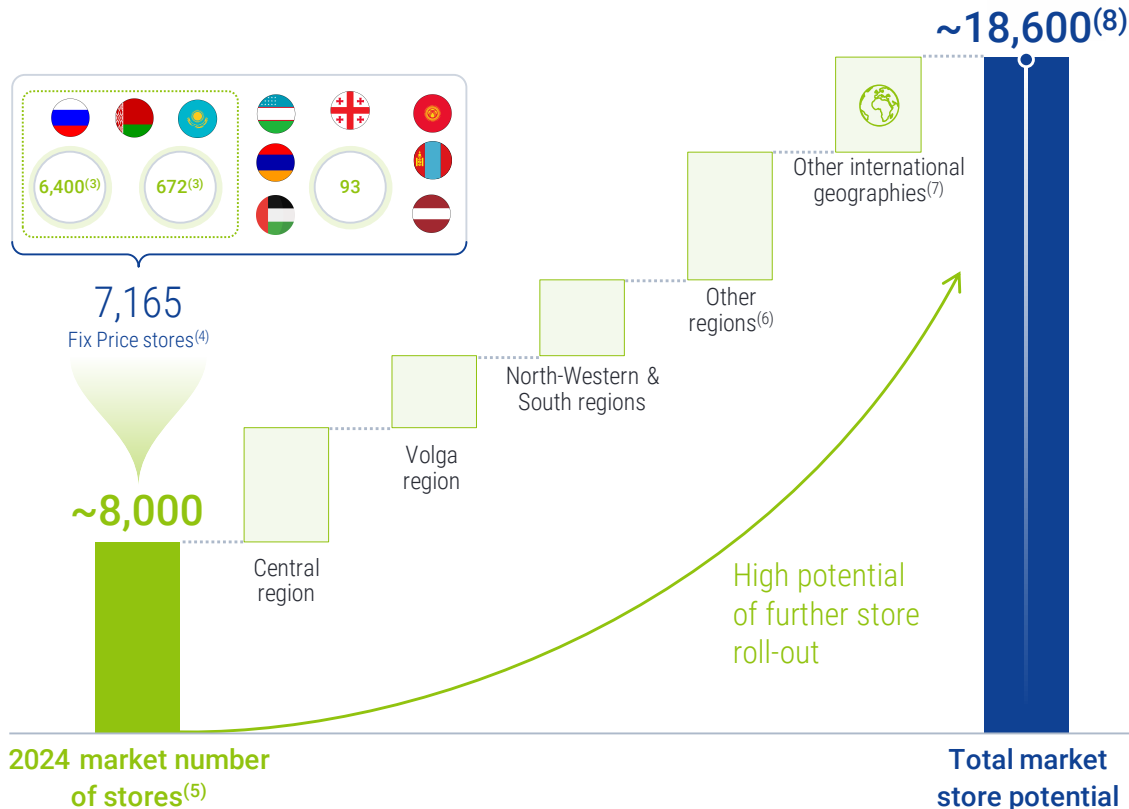 ~18,600(8)
6,400(3)
672(3)
93
7,165
Fix Price stores(4)
~8,000
Central
region
Volga
region
North-Western &
South regions
Other
regions(6)
Other international
geographies(7)
High potential
of further store
roll-out
2024 market number
of stores(5)
Total market
store potential